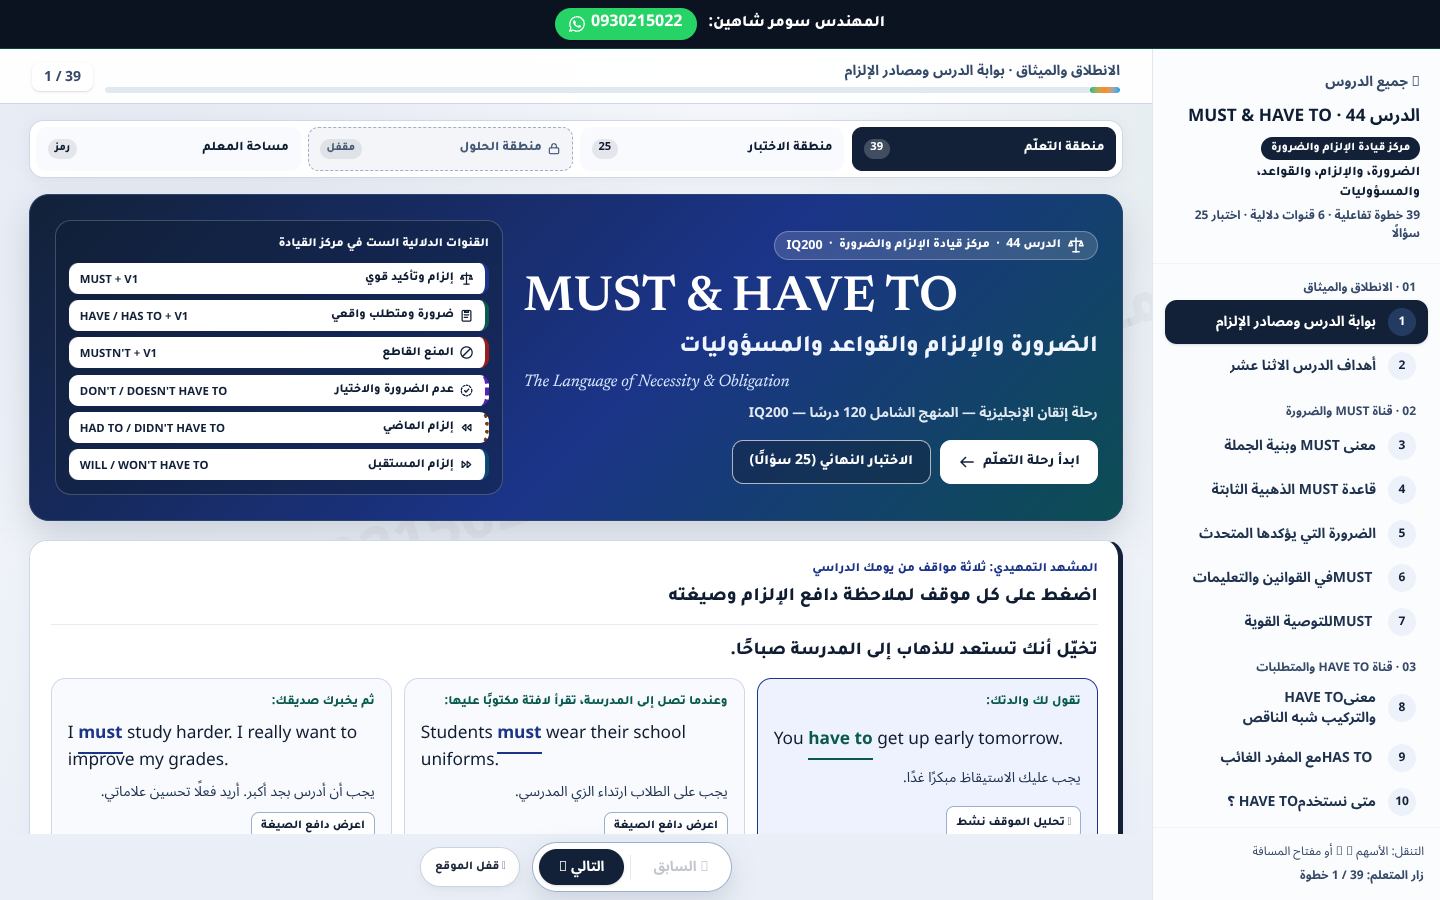 المهندس سومر شاهين: 0930215022
جميع الدروس
الدرس 44 · MUST & HAVE TO
مركز قيادة الإلزام والضرورة
الضرورة، والإلزام، والقواعد،
والمسؤوليات
39 خطوة تفاعلية · 6 قنوات دلالية · اختبار 25
سؤالًا
01 · الانطلاق والميثاق
1 بوابة الدرس ومصادر الإلزام
2 أهداف الدرس الاثنا عشر
02 · قناة MUST والضرورة
3 معنى MUST وبنية الجملة
4 قاعدة MUST الذهبية الثابتة
5 الضرورة التي يؤكدها المتحدث
6 MUSTفي القوانين والتعليمات
7 MUSTللتوصية القوية
03 · قناة HAVE TO والمتطلبات
8 معنىHAVE TO
والتركيب شبه الناقص
9 HAS TOمع المفرد الغائب
10 متى نستخدمHAVE TO ؟
التنقل: الأسهم أو مفتاح المسافة
زار المتعلم: 39 / 1 خطوة
الانطلاق والميثاق · بوابة الدرس ومصادر الإلزام
1 / 39
منطقة التعلّم 39
منطقة الاختبار 25
منطقة الحلول مقفل
مساحة المعلم رمز
الدرس 44 · مركز قيادة الإلزام والضرورة · IQ200
MUST & HAVE TO
الضرورة والإلزام والقواعد والمسؤوليات
The Language of Necessity & Obligation
رحلة إتقان الإنجليزية — المنهج الشامل 120 درسًا — IQ200
ابدأ رحلة التعلّم ←
الاختبار النهائي (25 سؤالًا)
القنوات الدلالية الست في مركز القيادة
إلزام وتأكيد قوي MUST + V1
ضرورة ومتطلب واقعي HAVE / HAS TO + V1
المنع القاطع MUSTN'T + V1
عدم الضرورة والاختيار DON'T / DOESN'T HAVE TO
إلزام الماضي HAD TO / DIDN'T HAVE TO
إلزام المستقبل WILL / WON'T HAVE TO
المشهد التمهيدي: ثلاثة مواقف من يومك الدراسي
اضغط على كل موقف لملاحظة دافع الإلزام وصيغته
تخيّل أنك تستعد للذهاب إلى المدرسة صباحًا.
تقول لك والدتك:
You have to get up early tomorrow.
يجب عليك الاستيقاظ مبكرًا غدًا.
تحليل الموقف نشط
وعندما تصل إلى المدرسة، تقرأ لافتة مكتوبًا عليها:
Students must wear their school
uniforms.
يجب على الطلاب ارتداء الزي المدرسي.
اعرض دافع الصيغة
ثم يخبرك صديقك:
I must study harder. I really want to
improve my grades.
يجب أن أدرس بجد أكبر. أريد فعلًا تحسين علاماتي.
اعرض دافع الصيغة
السابق
التالي
قفل الموقع